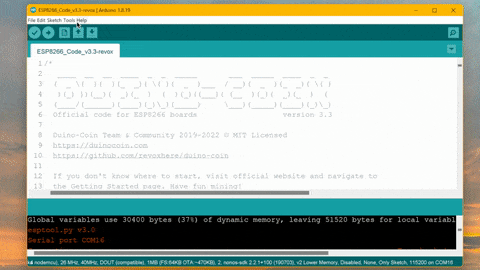 ESP8266_Code_v3.3-revox | Arduino 1.8.19
File Edit Sketch Tools Help
ESP8266_Code_v3.3-revox
1 /*
2
3
4
5
6 Official code for ESP8266 boards version 3.3
7
8 Duino-Coin Team & Community 2019-2022 © MIT Licensed
9 https://duinocoin.com
10 https://github.com/revoxhere/duino-coin
11
12 If you don't know where to start, visit official website and navigate to
13 the Getting Started page. Have fun mining!
Global variables use 30400 bytes (37%) of dynamic memory, leaving 51520 bytes for local variabl
esptool.py v3.0
Serial port COM16
nodemcu, 26 MHz, 40MHz, DOUT (compatible), 1MB (FS:64KB OTA:~470KB), 2, nonos-sdk 2.2.1+100 (190703), v2 Lower Memory, Disabled, None, Only Sketch, 115200 on COM16